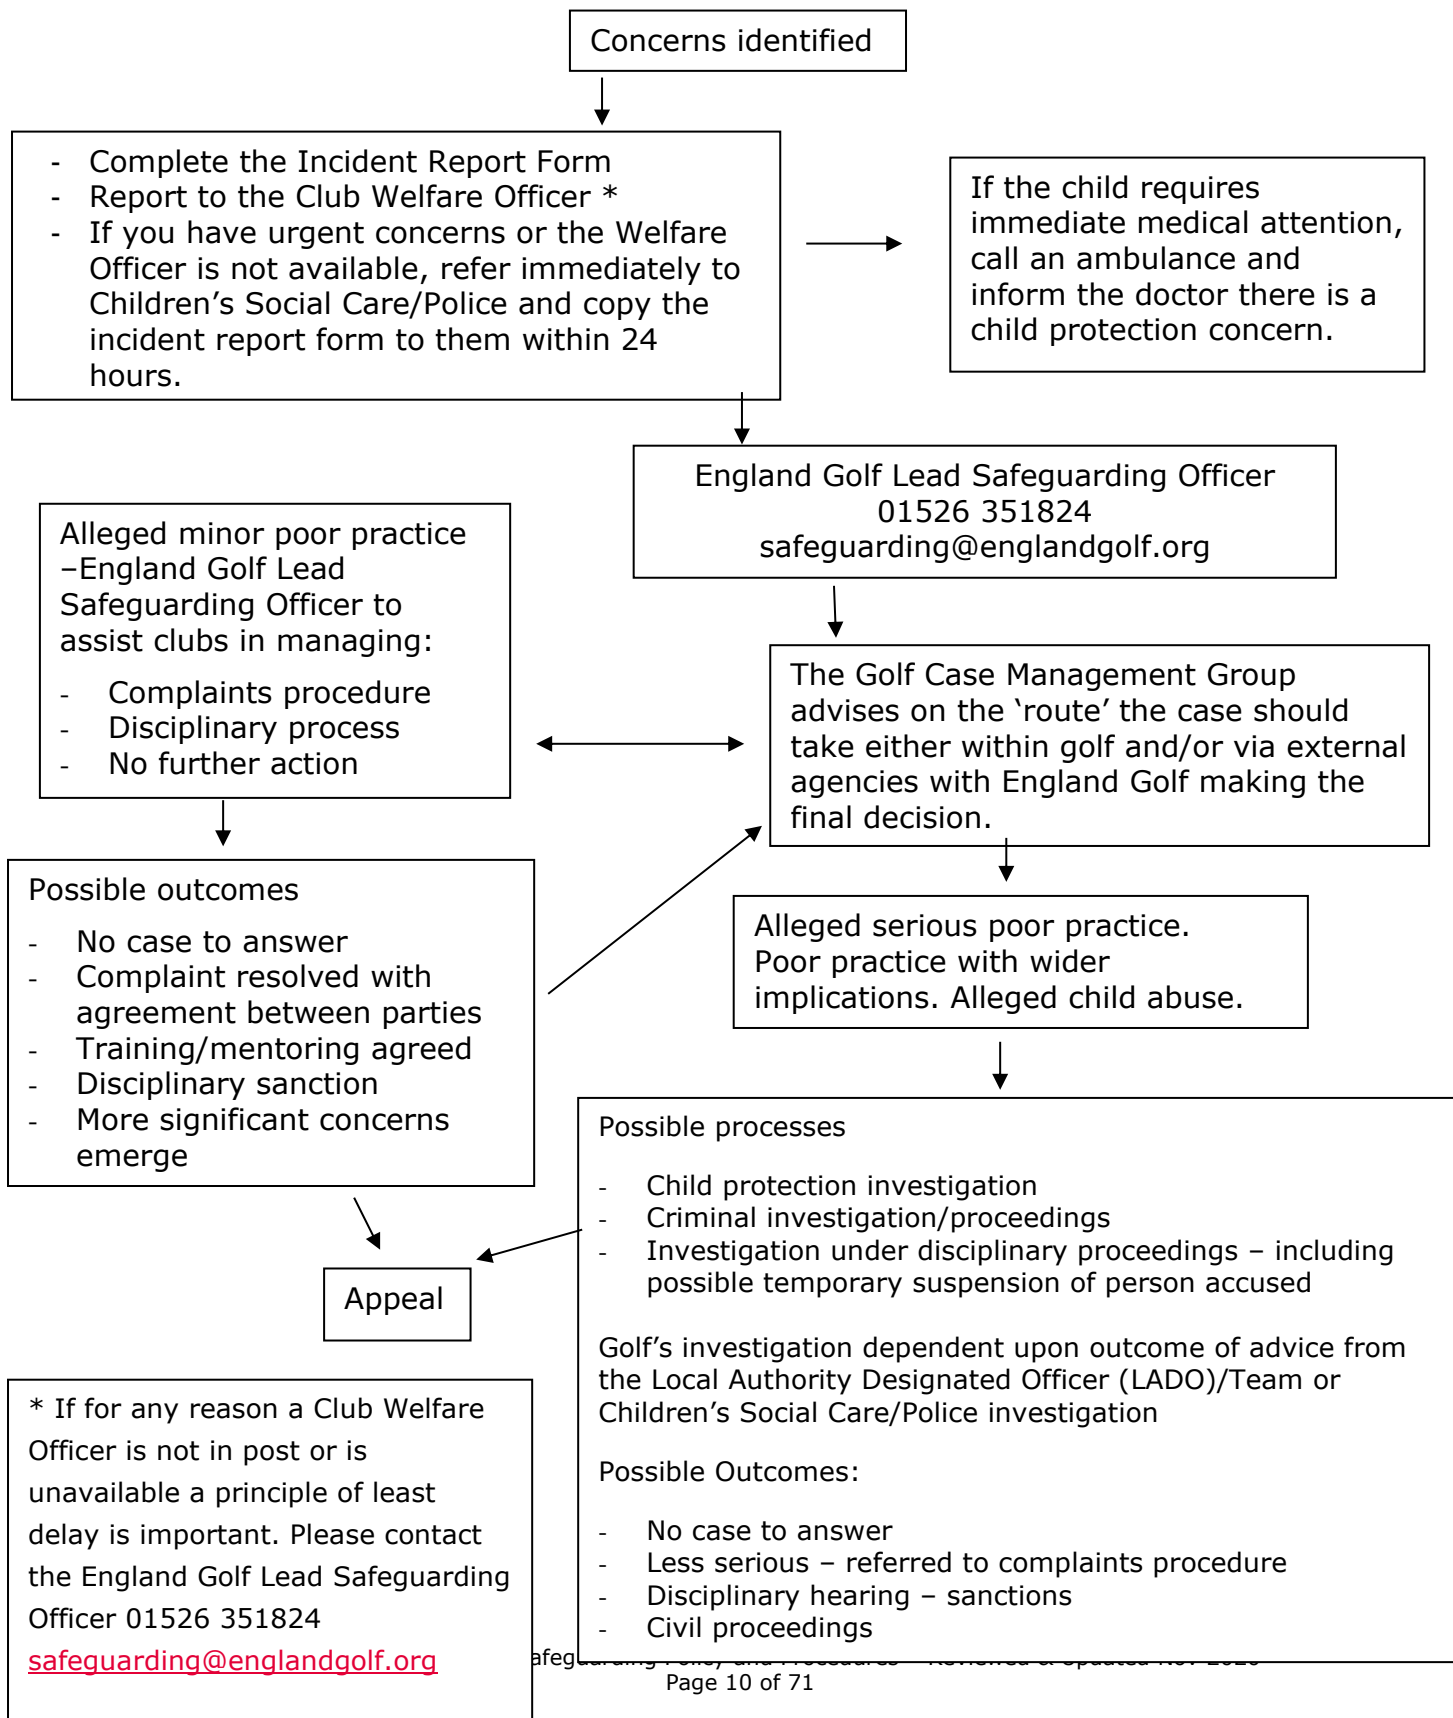 Concerns identified
- Complete the Incident Report Form
- Report to the Club Welfare Officer *
- If you have urgent concerns or the Welfare
Officer is not available, refer immediately to
Children’s Social Care/Police and copy the
incident report form to them within 24
hours.
If the child requires
immediate medical attention,
call an ambulance and
inform the doctor there is a
child protection concern.
England Golf Lead Safeguarding Officer
01526 351824
safeguarding@englandgolf.org
Alleged minor poor practice
–England Golf Lead
Safeguarding Officer to
assist clubs in managing:
- Complaints procedure
- Disciplinary process
- No further action
The Golf Case Management Group
advises on the ‘route’ the case should
take either within golf and/or via external
agencies with England Golf making the
final decision.
Possible outcomes
- No case to answer
- Complaint resolved with
agreement between parties
- Training/mentoring agreed
- Disciplinary sanction
- More significant concerns
emerge
Alleged serious poor practice.
Poor practice with wider
implications. Alleged child abuse.
Possible processes
- Child protection investigation
- Criminal investigation/proceedings
- Investigation under disciplinary proceedings – including
possible temporary suspension of person accused
Golf’s investigation dependent upon outcome of advice from
the Local Authority Designated Officer (LADO)/Team or
Children’s Social Care/Police investigation
Possible Outcomes:
- No case to answer
- Less serious – referred to complaints procedure
- Disciplinary hearing – sanctions
- Civil proceedings
Appeal
* If for any reason a Club Welfare
Officer is not in post or is
unavailable a principle of least
delay is important. Please contact
the England Golf Lead Safeguarding
Officer 01526 351824
safeguarding@englandgolf.org
Page 10 of 71